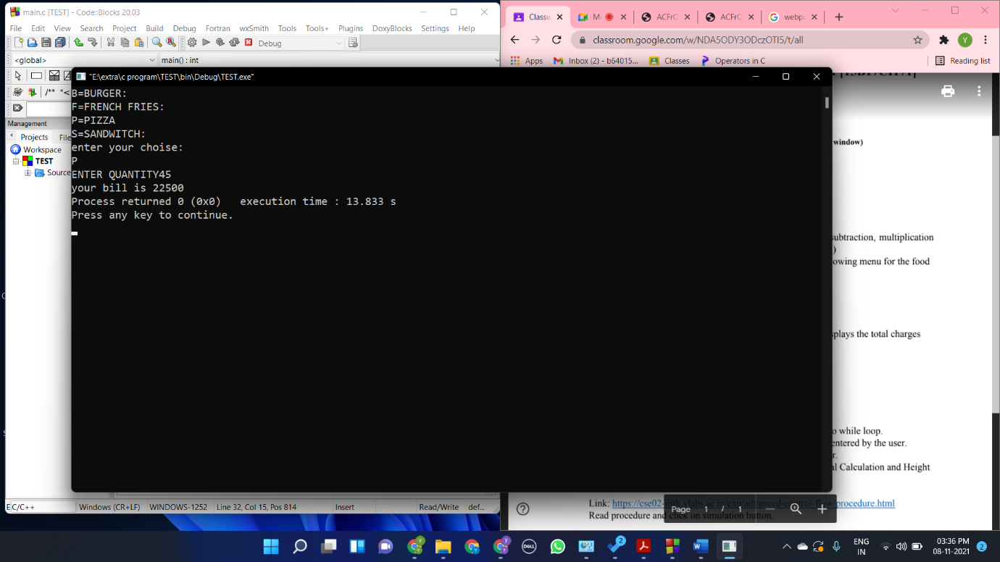 main.c [TEST] - Code::Blocks 20.03
File Edit View Search Project Build Debug Fortran wxSmith Tools Tools+ Plugins DoxyBlocks Settings Help
Debug
<global>
main() : int
/** *<
Management
Projects File
Workspace
TEST
Source
"E:\extra\c program\TEST\bin\Debug\TEST.exe"
B=BURGER:
F=FRENCH FRIES:
P=PIZZA
S=SANDWITCH:
enter your choise:
P
ENTER QUANTITY45
your bill is 22500
Process returned 0 (0x0)   execution time : 13.833 s
Press any key to continue.
E C/C++ Windows (CR+LF) WINDOWS-1252 Line 32, Col 15, Pos 814 Insert Read/Write def...
Classw M ACFrO ACFrO webp
classroom.google.com/w/NDA5ODY3ODczOTI5/t/all
Y
Apps Inbox (2) - b64015... Classes Operators in C Reading list
window)
subtraction, multiplication
)
owing menu for the food
splays the total charges
o while loop.
entered by the user.
r.
al Calculation and Height
Link: https://cse02-iiith.vlabs.ac.in/exp/advanced-control-flow/procedure.html
Read procedure and click on simulation button.
Page 1 / 1
DELL
2
ENG
IN
03:36 PM
08-11-2021
2